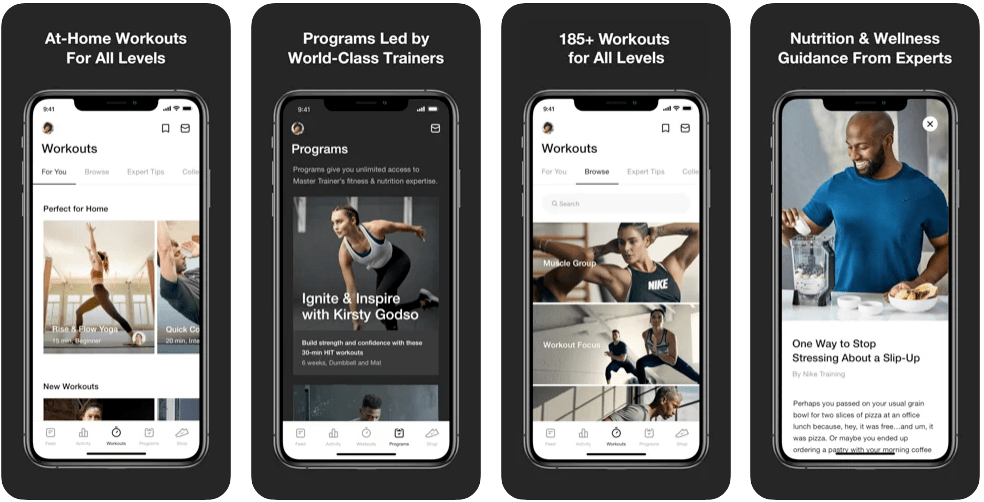 At-Home Workouts
For All Levels
9:41
Workouts
For You
Browse
Expert Tips
Colle
Perfect for Home
Rise & Flow Yoga
15 min, Beginner
Quick Co
20 min, Inte
New Workouts
Feed
Activity
Workouts
Programs
Shop
Programs Led by
World-Class Trainers
9:41
Programs
Programs give you unlimited access to
Master Trainer's fitness & nutrition expertise.
Ignite & Inspire
with Kirsty Godso
Build strength and confidence with these
30-min HIT workouts
6 weeks, Dumbbell and Mat
Feed
Activity
Workouts
Programs
Shop
185+ Workouts
for All Levels
9:41
Workouts
For You
Browse
Expert Tips
Colle
Search
Muscle Group
NIKE
Workout Focus
Feed
Activity
Workouts
Programs
Shop
Nutrition & Wellness
Guidance From Experts
One Way to Stop
Stressing About a Slip-Up
By Nike Training
Perhaps you passed on your usual grain
bowl for two slices of pizza at an office
lunch because, hey, it was free...and um, it
was pizza. Or maybe you ended up
ordering a pastry with your morning coffee